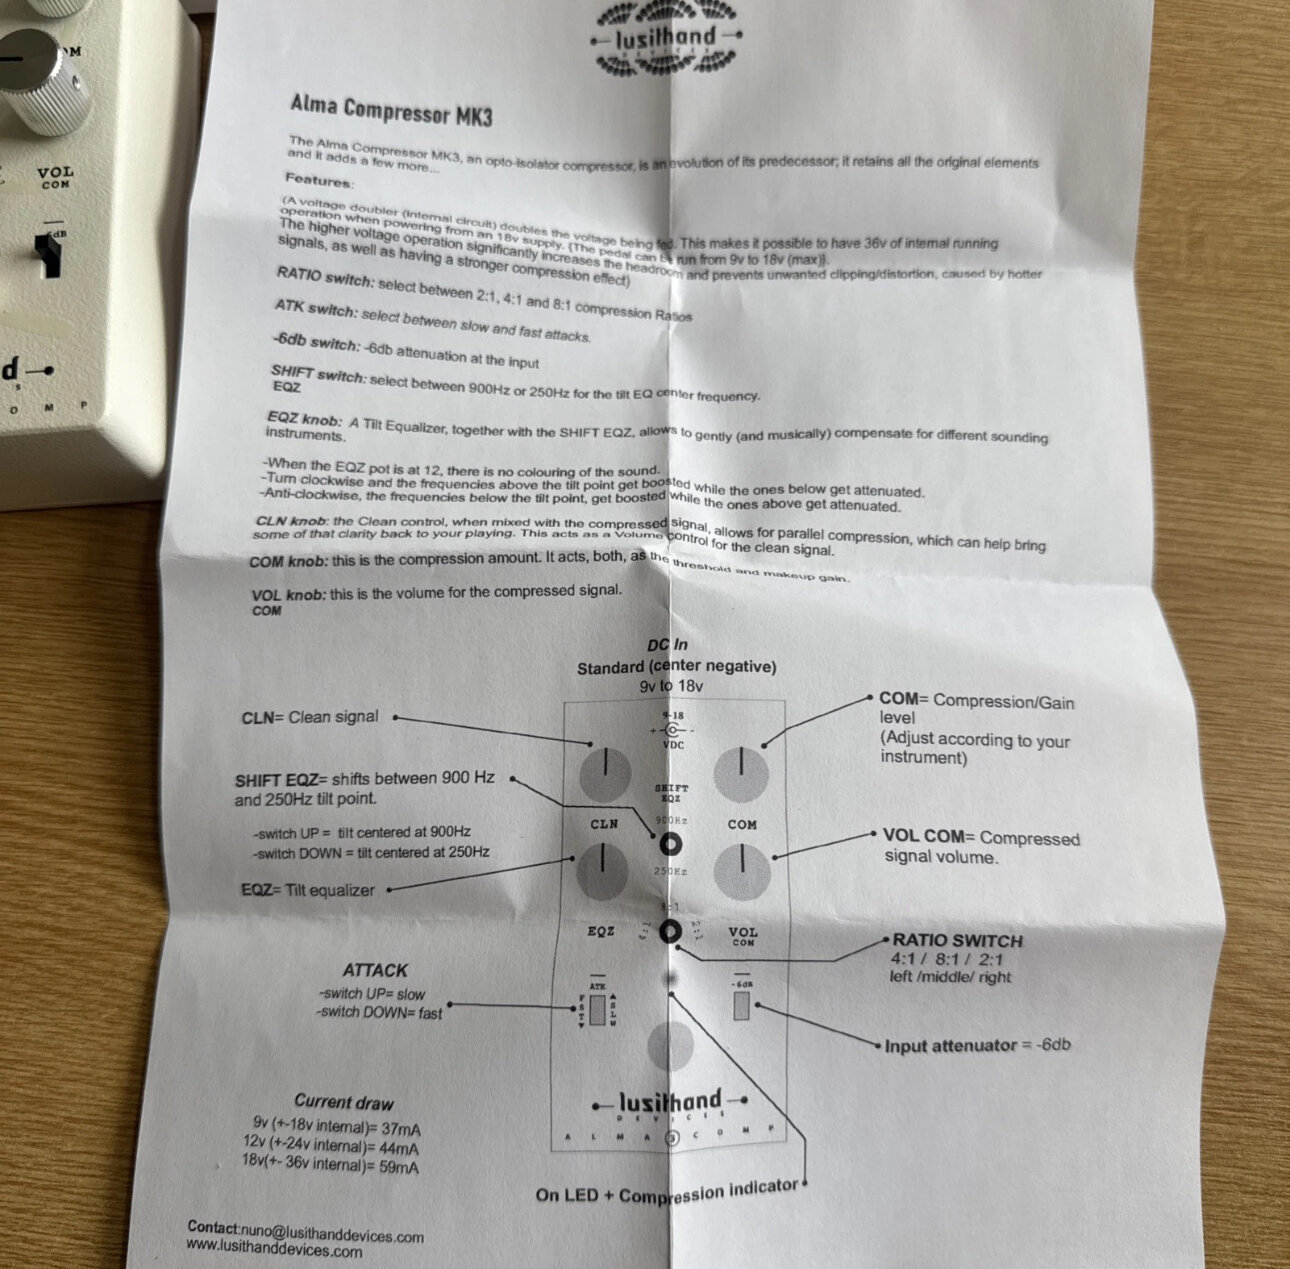 lusithand
DEVICES
Alma Compressor MK3
The Alma Compressor MK3, an opto-isolator compressor, is an evolution of its predecessor; it retains all the original elements
and it adds a few more...
Features:
(A voltage doubler (internal circuit) doubles the voltage being fed. This makes it possible to have 36v of internal running
operation when powering from an 18v supply. (The pedal can be run from 9v to 18v (max)).
The higher voltage operation significantly increases the headroom and prevents unwanted clipping/distortion, caused by hotter
signals, as well as having a stronger compression effect)
RATIO switch: select between 2:1, 4:1 and 8:1 compression Ratios
ATK switch: select between slow and fast attacks.
-6db switch: -6db attenuation at the input
SHIFT switch: select between 900Hz or 250Hz for the tilt EQ center frequency.
EQZ
EQZ knob: A Tilt Equalizer, together with the SHIFT EQZ, allows to gently (and musically) compensate for different sounding
instruments.
-When the EQZ pot is at 12, there is no colouring of the sound.
-Turn clockwise and the frequencies above the tilt point get boosted while the ones below get attenuated.
-Anti-clockwise, the frequencies below the tilt point, get boosted while the ones above get attenuated.
CLN knob: the Clean control, when mixed with the compressed signal, allows for parallel compression, which can help bring
some of that clarity back to your playing. This acts as a Volume control for the clean signal.
COM knob: this is the compression amount. It acts, both, as the threshold and makeup gain.
VOL knob: this is the volume for the compressed signal.
COM
DC In
Standard (center negative)
9v to 18v
CLN= Clean signal
SHIFT EQZ= shifts between 900 Hz
and 250Hz tilt point.
-switch UP = tilt centered at 900Hz
-switch DOWN = tilt centered at 250Hz
EQZ= Tilt equalizer
ATTACK
-switch UP= slow
-switch DOWN= fast
Current draw
9v (+-18v internal)= 37mA
12v (+-24v internal)= 44mA
18v(+- 36v internal)= 59mA
9-18
+ -
VDC
SHIFT
EQZ
900Hz
CLN
COM
250Hz
8:1
4:1
2:1
EQZ
VOL
COM
ATK
FST
SLW
-6dB
lusithand
DEVICES
ALMA 3 COMP
COM= Compression/Gain
level
(Adjust according to your
instrument)
VOL COM= Compressed
signal volume.
RATIO SWITCH
4:1 / 8:1 / 2:1
left /middle/ right
Input attenuator = -6db
On LED + Compression indicator
Contact:nuno@lusithanddevices.com
www.lusithanddevices.com
OM
VOL
COM
6dB
d
s
O M P